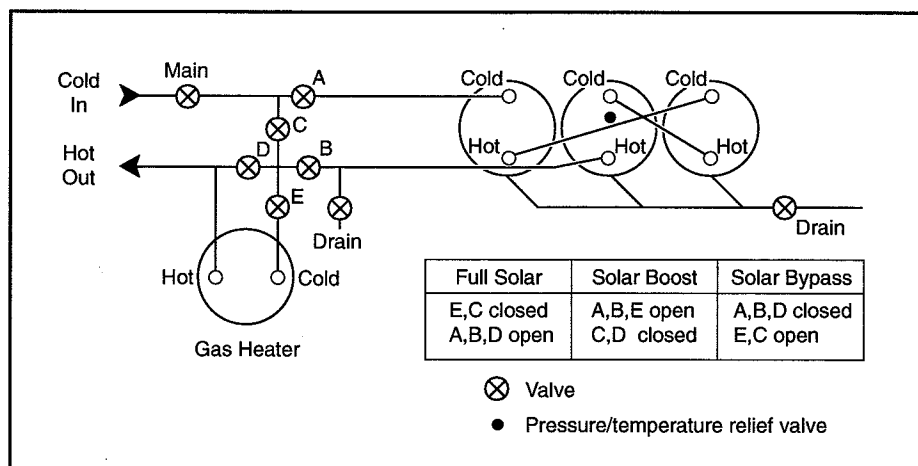 Cold In
Main
A
C
Hot Out
D
B
E
Drain
Hot
Cold
Gas Heater
Cold
Cold
Cold
Hot
Hot
Hot
Drain
Full Solar
Solar Boost
Solar Bypass
E,C closed
A,B,D open
A,B,E open
C,D closed
A,B,D closed
E,C open
Valve
Pressure/temperature relief valve